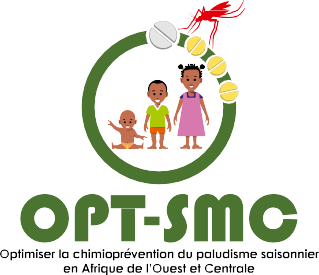 OPT-SMC
Optimiser la chimioprévention du paludisme saisonnier
en Afrique de l'Ouest et Centrale